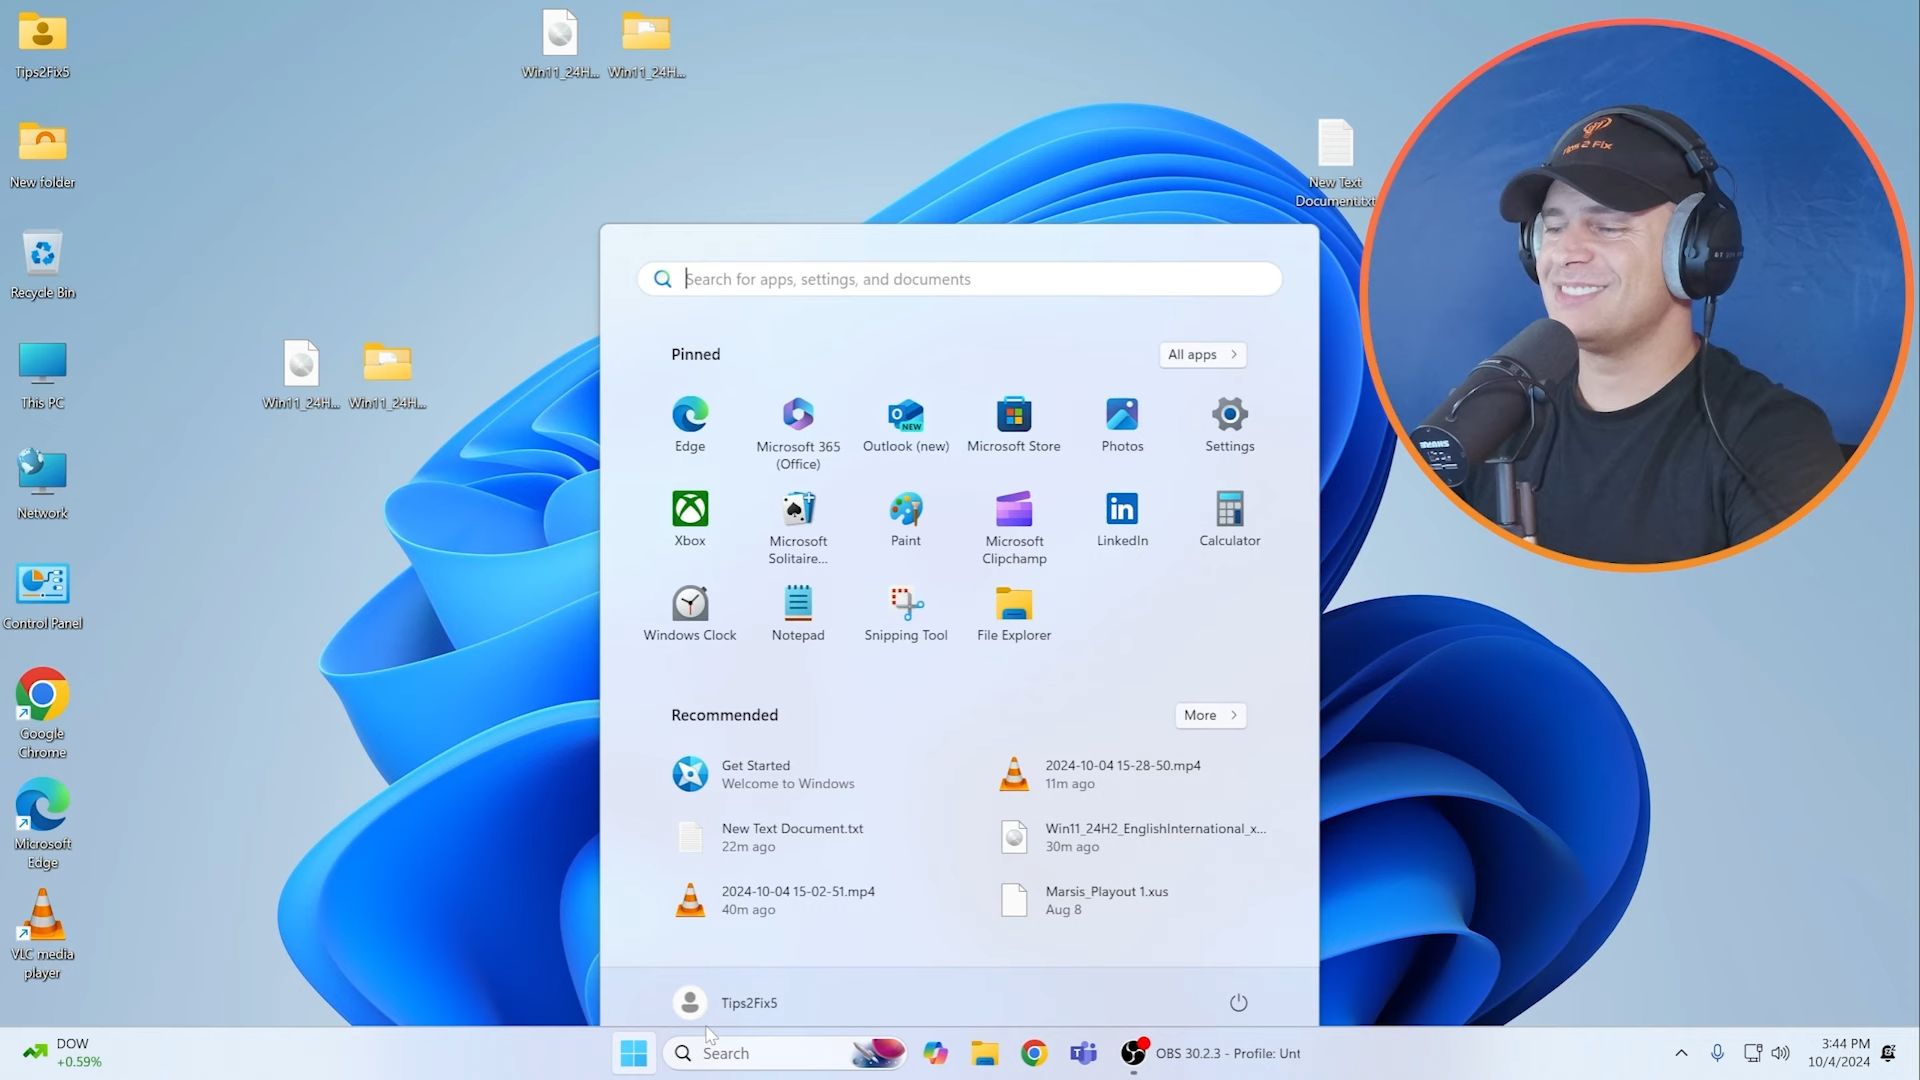 Tips2Fix5
New folder
Recycle Bin
This PC
Network
Control Panel
Google
Chrome
Microsoft
Edge
VLC media
player
Win11_24H...
Win11_24H...
Win11_24H...
Win11_24H...
New Text
Document.txt
Tips 2 Fix
SHURE
Search for apps, settings, and documents
Pinned
All apps
Edge
Microsoft 365
(Office)
Outlook (new)
NEW
Microsoft Store
Photos
Settings
Xbox
Microsoft
Solitaire...
Paint
Microsoft
Clipchamp
LinkedIn
Calculator
Windows Clock
Notepad
Snipping Tool
File Explorer
Recommended
More
Get Started
Welcome to Windows
2024-10-04 15-28-50.mp4
11m ago
New Text Document.txt
22m ago
Win11_24H2_EnglishInternational_x...
30m ago
2024-10-04 15-02-51.mp4
40m ago
Marsis_Playout 1.xus
Aug 8
Tips2Fix5
DOW
+0.59%
Search
OBS 30.2.3 - Profile: Unt
3:44 PM
10/4/2024